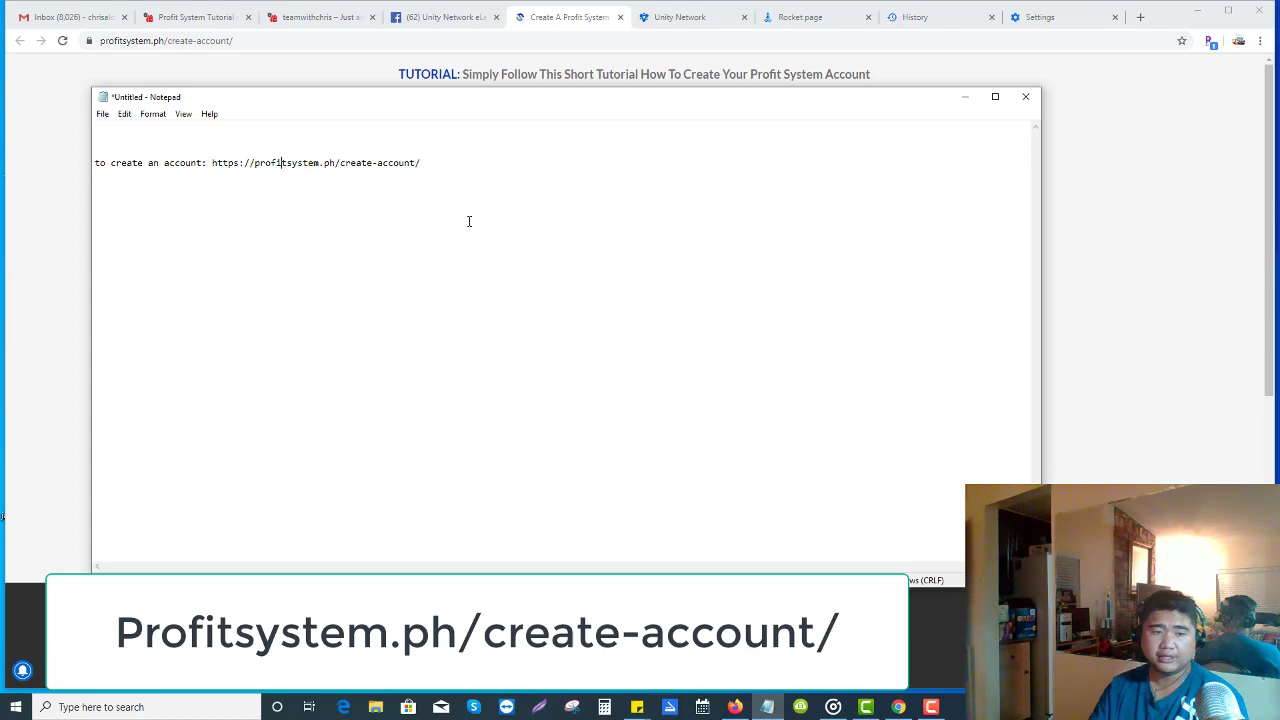 Inbox (8,026) - chrisalc
Profit System Tutorial
teamwithchris – Just a
(62) Unity Network eLe
Create A Profit System
Unity Network
Rocket page
History
Settings
profitsystem.ph/create-account/
TUTORIAL: Simply Follow This Short Tutorial How To Create Your Profit System Account
*Untitled - Notepad
File Edit Format View Help
to create an account: https://profitsystem.ph/create-account/
(CRLF)
Profitsystem.ph/create-account/
Type here to search